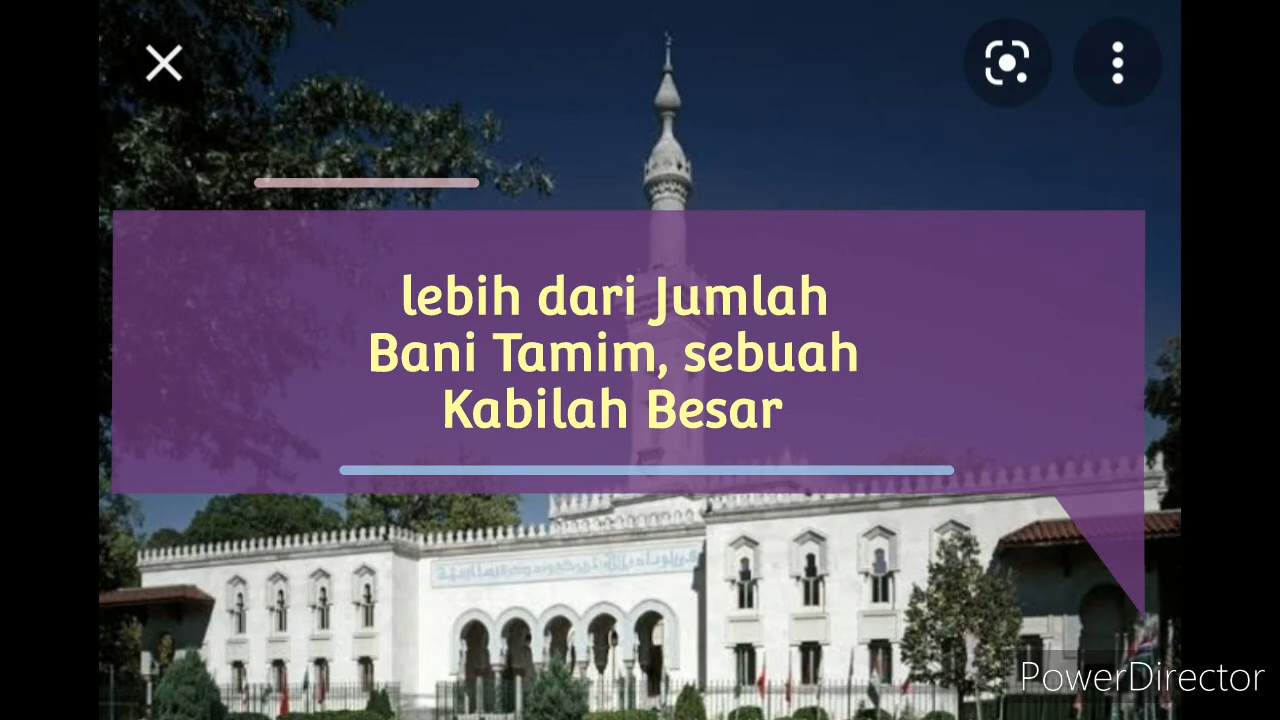 lebih dari Jumlah
Bani Tamim, sebuah
Kabilah Besar
PowerDirector